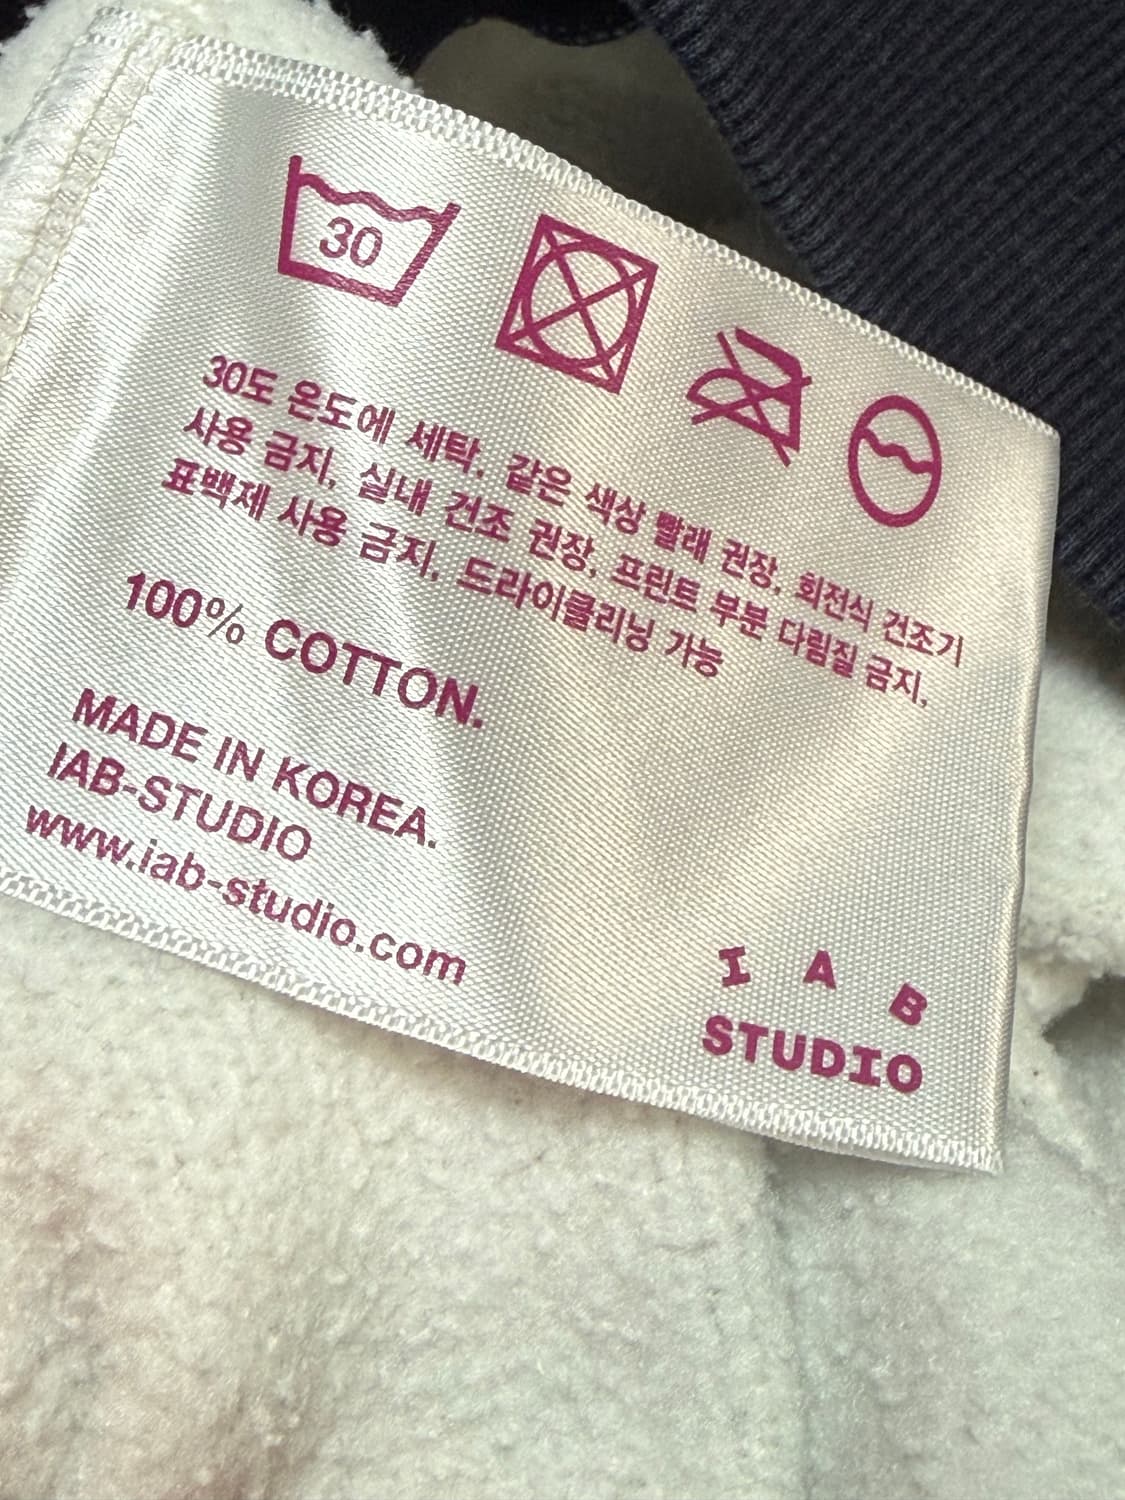 30
30도 온도에 세탁, 같은 색상 빨래 권장, 회전식 건조기
사용 금지, 실내 건조 권장, 프린트 부분 다림질 금지,
표백제 사용 금지, 드라이클리닝 가능
100% COTTON.
MADE IN KOREA.
IAB-STUDIO
www.iab-studio.com
I A B
STUDIO